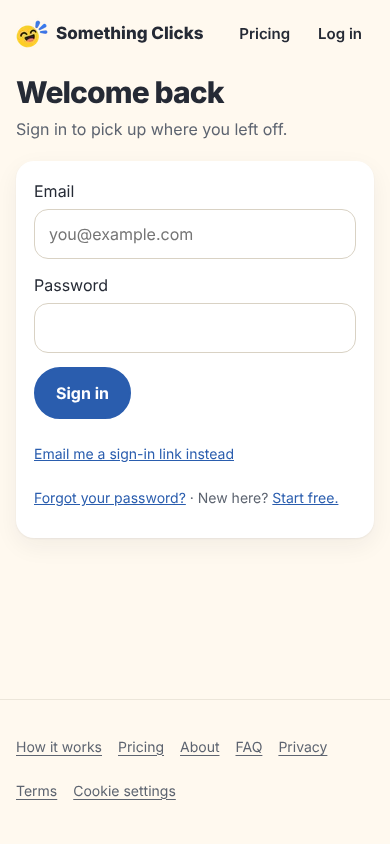 Something Clicks
Pricing
Log in
Welcome back
Sign in to pick up where you left off.
Email
you@example.com
Password
Sign in
Email me a sign-in link instead
Forgot your password? · New here? Start free.
How it works Pricing About FAQ Privacy
Terms Cookie settings